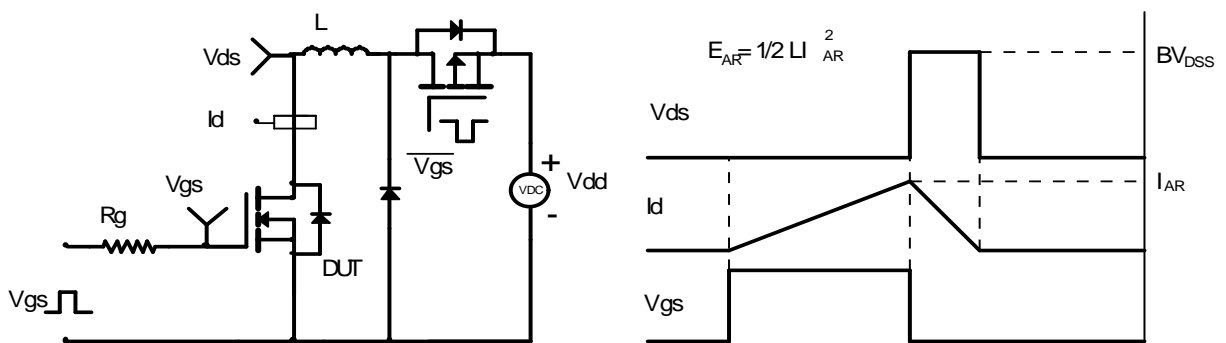 L
Vds
Id
Vgs
Vgs
+
VDC
Vdd
-
Rg
DUT
Vgs
E_AR= 1/2 LI_AR^2
BV_DSS
Vds
I_AR
Id
Vgs